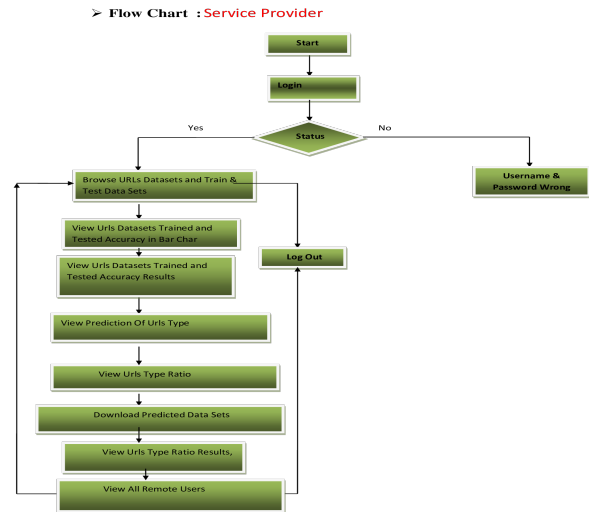 ➢ Flow Chart : Service Provider
Start
Login
Status
Yes
No
Username &
Password Wrong
Browse URLs Datasets and Train &
Test Data Sets
View Urls Datasets Trained and
Tested Accuracy in Bar Char
Log Out
View Urls Datasets Trained and
Tested Accuracy Results
View Prediction Of Urls Type
View Urls Type Ratio
Download Predicted Data Sets
View Urls Type Ratio Results,
View All Remote Users